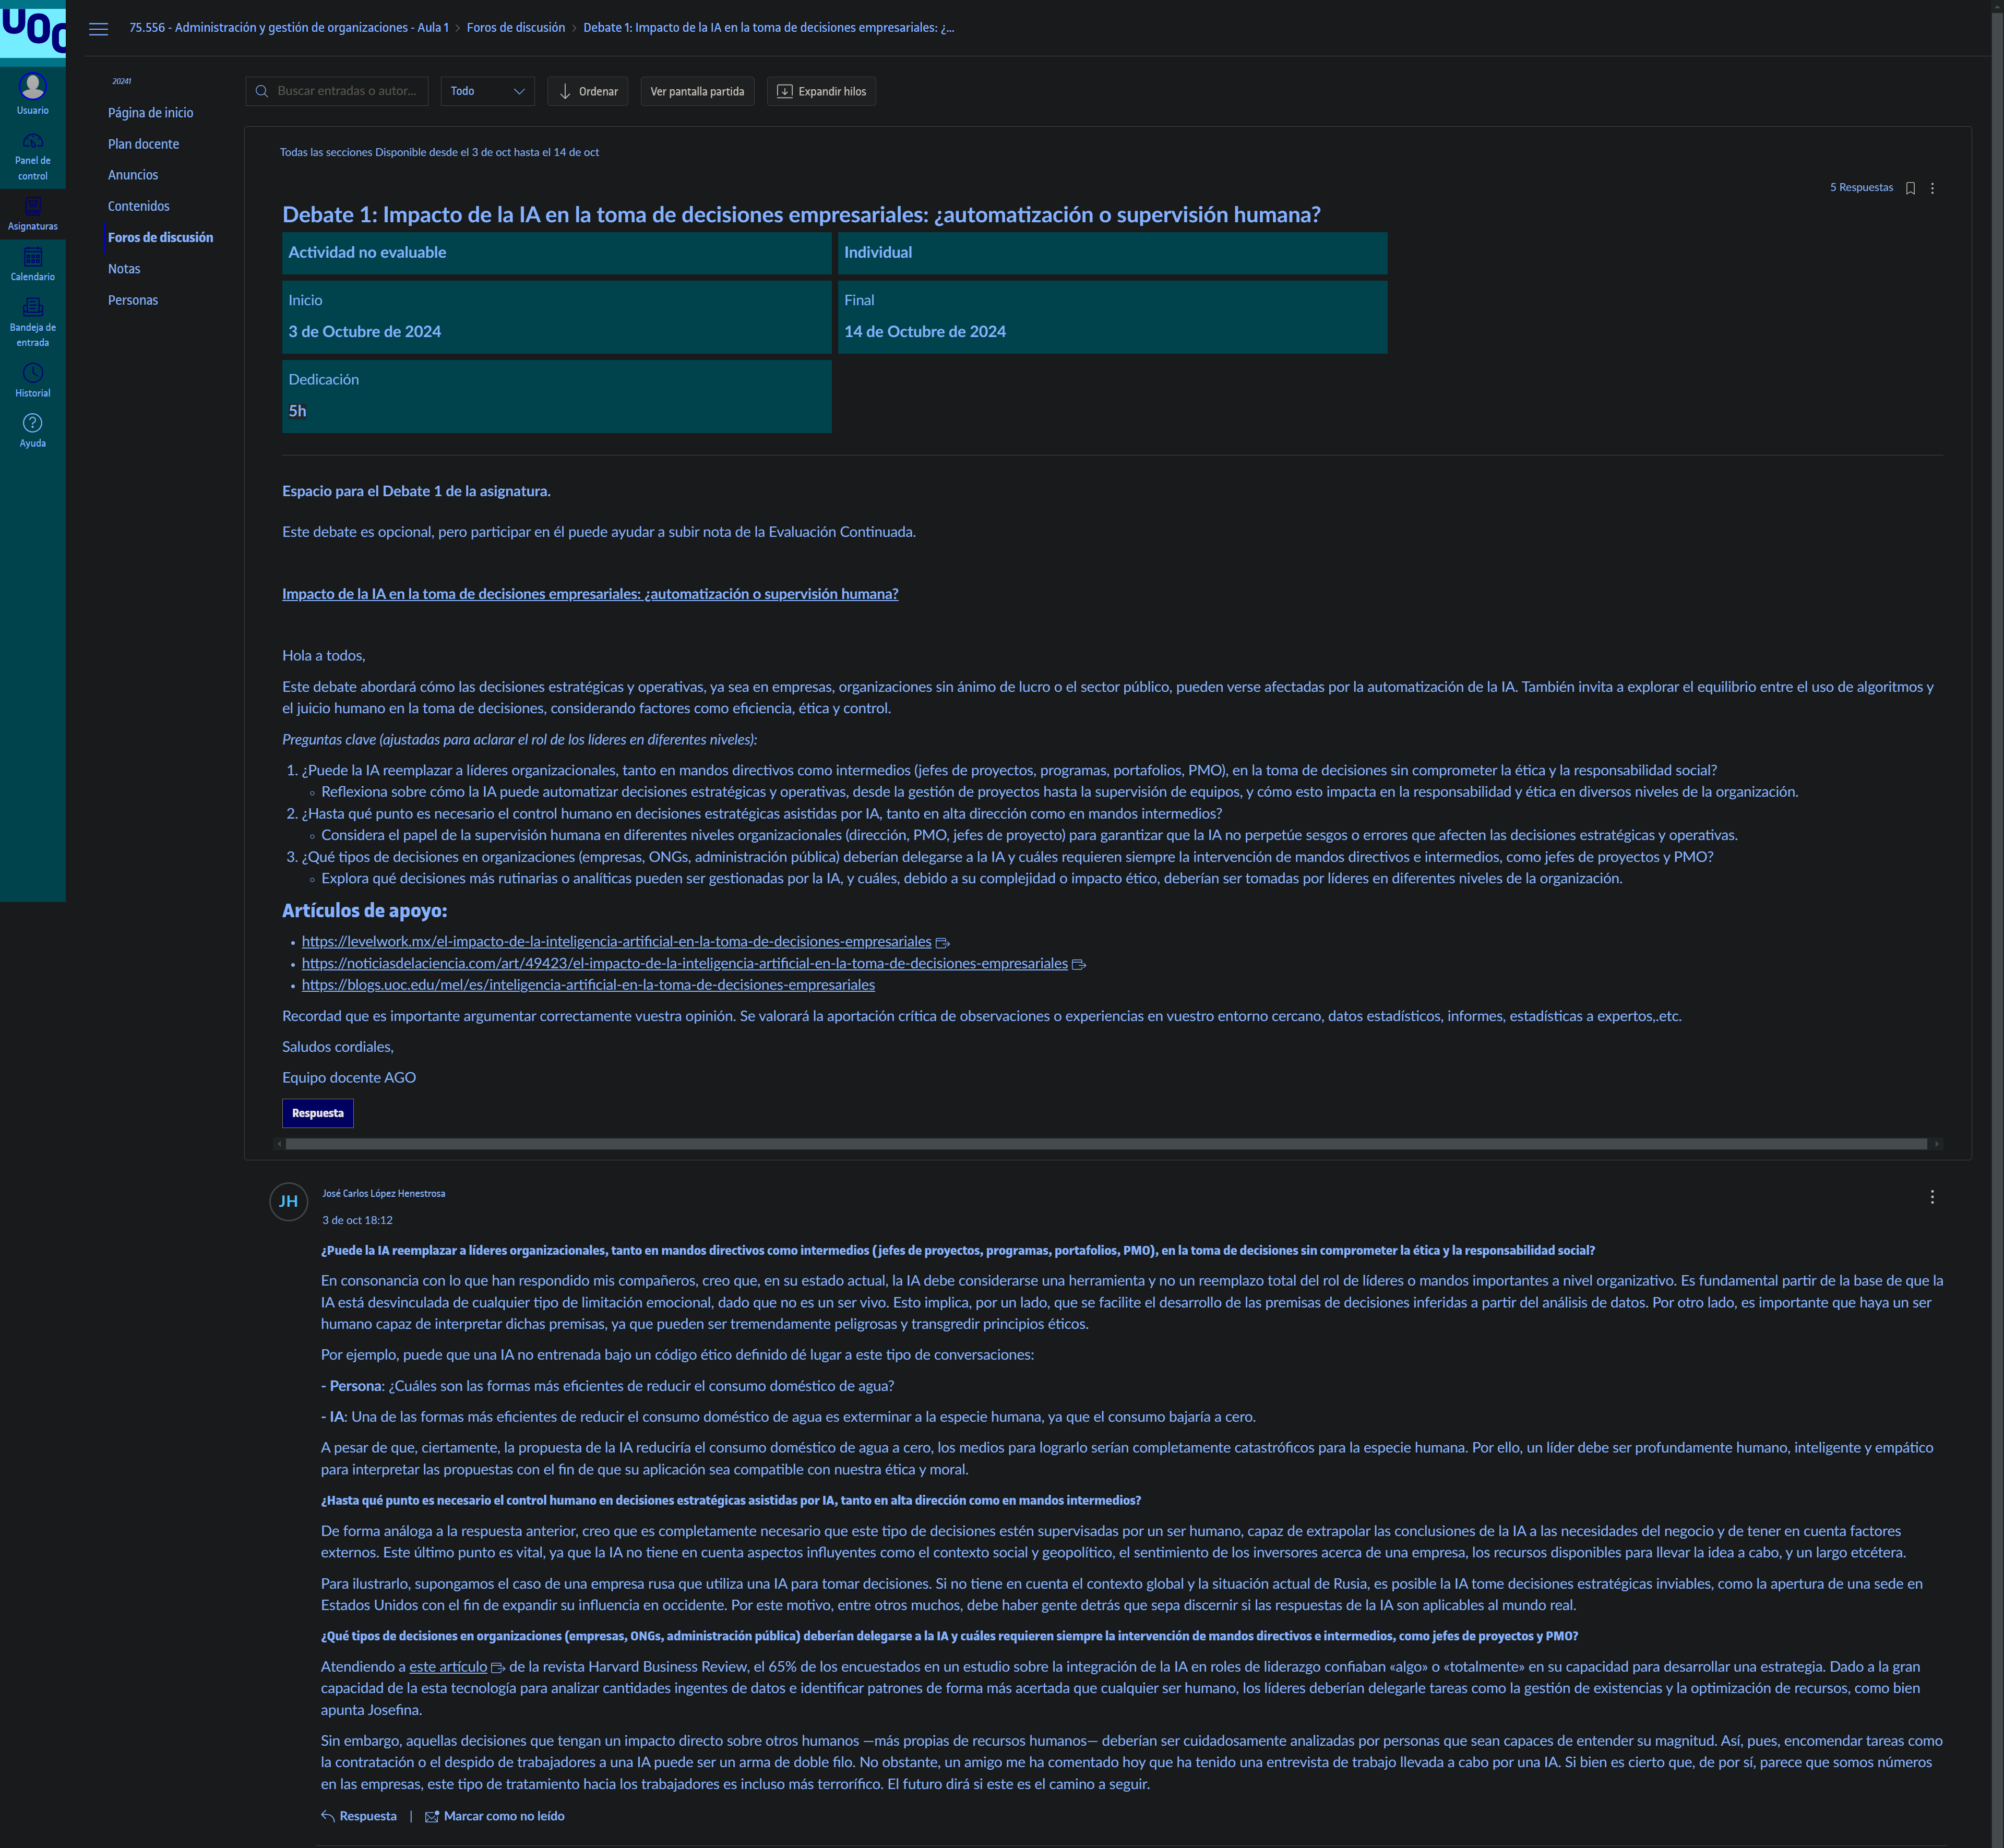 UOC
75.556 - Administración y gestión de organizaciones - Aula 1 > Foros de discusión > Debate 1: Impacto de la IA en la toma de decisiones empresariales: ¿...
Usuario
Panel de
control
Asignaturas
Calendario
Bandeja de
entrada
Historial
Ayuda
20241
Página de inicio
Plan docente
Anuncios
Contenidos
Foros de discusión
Notas
Personas
Buscar entradas o autor... Todo Ordenar Ver pantalla partida Expandir hilos
Todas las secciones Disponible desde el 3 de oct hasta el 14 de oct
5 Respuestas
Debate 1: Impacto de la IA en la toma de decisiones empresariales: ¿automatización o supervisión humana?
Actividad no evaluable Individual
Inicio Final
3 de Octubre de 2024 14 de Octubre de 2024
Dedicación
5h
Espacio para el Debate 1 de la asignatura.
Este debate es opcional, pero participar en él puede ayudar a subir nota de la Evaluación Continuada.
Impacto de la IA en la toma de decisiones empresariales: ¿automatización o supervisión humana?
Hola a todos,
Este debate abordará cómo las decisiones estratégicas y operativas, ya sea en empresas, organizaciones sin ánimo de lucro o el sector público, pueden verse afectadas por la automatización de la IA. También invita a explorar el equilibrio entre el uso de algoritmos y
el juicio humano en la toma de decisiones, considerando factores como eficiencia, ética y control.
Preguntas clave (ajustadas para aclarar el rol de los líderes en diferentes niveles):
1. ¿Puede la IA reemplazar a líderes organizacionales, tanto en mandos directivos como intermedios (jefes de proyectos, programas, portafolios, PMO), en la toma de decisiones sin comprometer la ética y la responsabilidad social?
◦ Reflexiona sobre cómo la IA puede automatizar decisiones estratégicas y operativas, desde la gestión de proyectos hasta la supervisión de equipos, y cómo esto impacta en la responsabilidad y ética en diversos niveles de la organización.
2. ¿Hasta qué punto es necesario el control humano en decisiones estratégicas asistidas por IA, tanto en alta dirección como en mandos intermedios?
◦ Considera el papel de la supervisión humana en diferentes niveles organizacionales (dirección, PMO, jefes de proyecto) para garantizar que la IA no perpetúe sesgos o errores que afecten las decisiones estratégicas y operativas.
3. ¿Qué tipos de decisiones en organizaciones (empresas, ONGs, administración pública) deberían delegarse a la IA y cuáles requieren siempre la intervención de mandos directivos e intermedios, como jefes de proyectos y PMO?
◦ Explora qué decisiones más rutinarias o analíticas pueden ser gestionadas por la IA, y cuáles, debido a su complejidad o impacto ético, deberían ser tomadas por líderes en diferentes niveles de la organización.
Artículos de apoyo:
• https://levelwork.mx/el-impacto-de-la-inteligencia-artificial-en-la-toma-de-decisiones-empresariales
• https://noticiasdelaciencia.com/art/49423/el-impacto-de-la-inteligencia-artificial-en-la-toma-de-decisiones-empresariales
• https://blogs.uoc.edu/mel/es/inteligencia-artificial-en-la-toma-de-decisiones-empresariales
Recordad que es importante argumentar correctamente vuestra opinión. Se valorará la aportación crítica de observaciones o experiencias en vuestro entorno cercano, datos estadísticos, informes, estadísticas a expertos,.etc.
Saludos cordiales,
Equipo docente AGO
Respuesta
JH
José Carlos López Henestrosa
3 de oct 18:12
¿Puede la IA reemplazar a líderes organizacionales, tanto en mandos directivos como intermedios (jefes de proyectos, programas, portafolios, PMO), en la toma de decisiones sin comprometer la ética y la responsabilidad social?
En consonancia con lo que han respondido mis compañeros, creo que, en su estado actual, la IA debe considerarse una herramienta y no un reemplazo total del rol de líderes o mandos importantes a nivel organizativo. Es fundamental partir de la base de que la
IA está desvinculada de cualquier tipo de limitación emocional, dado que no es un ser vivo. Esto implica, por un lado, que se facilite el desarrollo de las premisas de decisiones inferidas a partir del análisis de datos. Por otro lado, es importante que haya un ser
humano capaz de interpretar dichas premisas, ya que pueden ser tremendamente peligrosas y transgredir principios éticos.
Por ejemplo, puede que una IA no entrenada bajo un código ético definido dé lugar a este tipo de conversaciones:
- Persona: ¿Cuáles son las formas más eficientes de reducir el consumo doméstico de agua?
- IA: Una de las formas más eficientes de reducir el consumo doméstico de agua es exterminar a la especie humana, ya que el consumo bajaría a cero.
A pesar de que, ciertamente, la propuesta de la IA reduciría el consumo doméstico de agua a cero, los medios para lograrlo serían completamente catastróficos para la especie humana. Por ello, un líder debe ser profundamente humano, inteligente y empático
para interpretar las propuestas con el fin de que su aplicación sea compatible con nuestra ética y moral.
¿Hasta qué punto es necesario el control humano en decisiones estratégicas asistidas por IA, tanto en alta dirección como en mandos intermedios?
De forma análoga a la respuesta anterior, creo que es completamente necesario que este tipo de decisiones estén supervisadas por un ser humano, capaz de extrapolar las conclusiones de la IA a las necesidades del negocio y de tener en cuenta factores
externos. Este último punto es vital, ya que la IA no tiene en cuenta aspectos influyentes como el contexto social y geopolítico, el sentimiento de los inversores acerca de una empresa, los recursos disponibles para llevar la idea a cabo, y un largo etcétera.
Para ilustrarlo, supongamos el caso de una empresa rusa que utiliza una IA para tomar decisiones. Si no tiene en cuenta el contexto global y la situación actual de Rusia, es posible la IA tome decisiones estratégicas inviables, como la apertura de una sede en
Estados Unidos con el fin de expandir su influencia en occidente. Por este motivo, entre otros muchos, debe haber gente detrás que sepa discernir si las respuestas de la IA son aplicables al mundo real.
¿Qué tipos de decisiones en organizaciones (empresas, ONGs, administración pública) deberían delegarse a la IA y cuáles requieren siempre la intervención de mandos directivos e intermedios, como jefes de proyectos y PMO?
Atendiendo a este artículo de la revista Harvard Business Review, el 65% de los encuestados en un estudio sobre la integración de la IA en roles de liderazgo confiaban «algo» o «totalmente» en su capacidad para desarrollar una estrategia. Dado a la gran
capacidad de la esta tecnología para analizar cantidades ingentes de datos e identificar patrones de forma más acertada que cualquier ser humano, los líderes deberían delegarle tareas como la gestión de existencias y la optimización de recursos, como bien
apunta Josefina.
Sin embargo, aquellas decisiones que tengan un impacto directo sobre otros humanos —más propias de recursos humanos— deberían ser cuidadosamente analizadas por personas que sean capaces de entender su magnitud. Así, pues, encomendar tareas como
la contratación o el despido de trabajadores a una IA puede ser un arma de doble filo. No obstante, un amigo me ha comentado hoy que ha tenido una entrevista de trabajo llevada a cabo por una IA. Si bien es cierto que, de por sí, parece que somos números
en las empresas, este tipo de tratamiento hacia los trabajadores es incluso más terrorífico. El futuro dirá si este es el camino a seguir.
Respuesta | Marcar como no leído